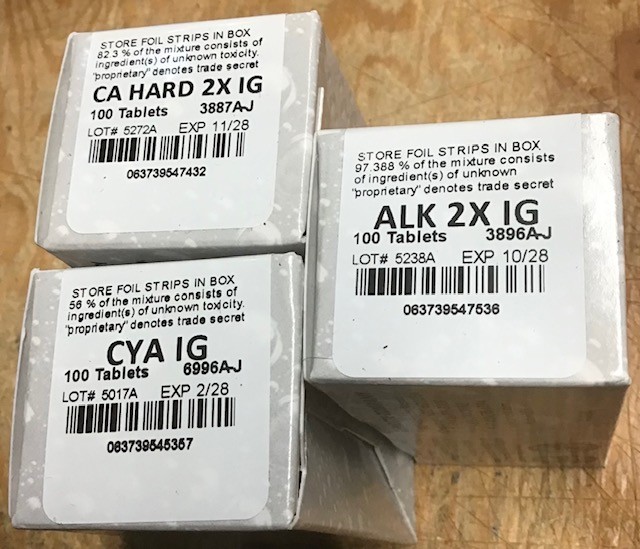 STORE FOIL STRIPS IN BOX
82.3 % of the mixture consists of
ingredient(s) of unknown toxicity.
"proprietary" denotes trade secret
CA HARD 2X IG
100 Tablets 3887A-J
LOT# 5272A EXP 11/28
063739547432
STORE FOIL STRIPS IN BOX
97.388 % of the mixture consists
of ingredient(s) of unknown
"proprietary" denotes trade secret
ALK 2X IG
100 Tablets 3896A-J
LOT# 5238A EXP 10/28
063739547536
STORE FOIL STRIPS IN BOX
56 % of the mixture consists of
ingredient(s) of unknown toxicity.
"proprietary" denotes trade secret
CYA IG
100 Tablets 6996A-J
LOT# 5017A EXP 2/28
063739545357